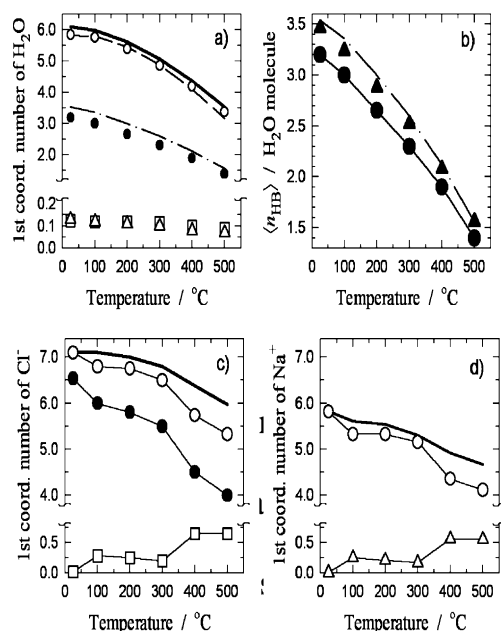 a)
1st coord. number of H2O
6.0
5.0
4.0
3.0
2.0
0.2
0.1
0.0
0 100 200 300 400 500
Temperature / °C
b)
⟨nHB⟩ / H2O molecule
3.5
3.0
2.5
2.0
1.5
0 100 200 300 400 500
Temperature / °C
c)
1st coord. number of Cl-
7.0
6.0
5.0
4.0
0.5
0.0
0 100 200 300 400 500
Temperature / °C
d)
1st coord. number of Na+
7.0
6.0
5.0
4.0
0.5
0.0
0 100 200 300 400 500
Temperature / °C